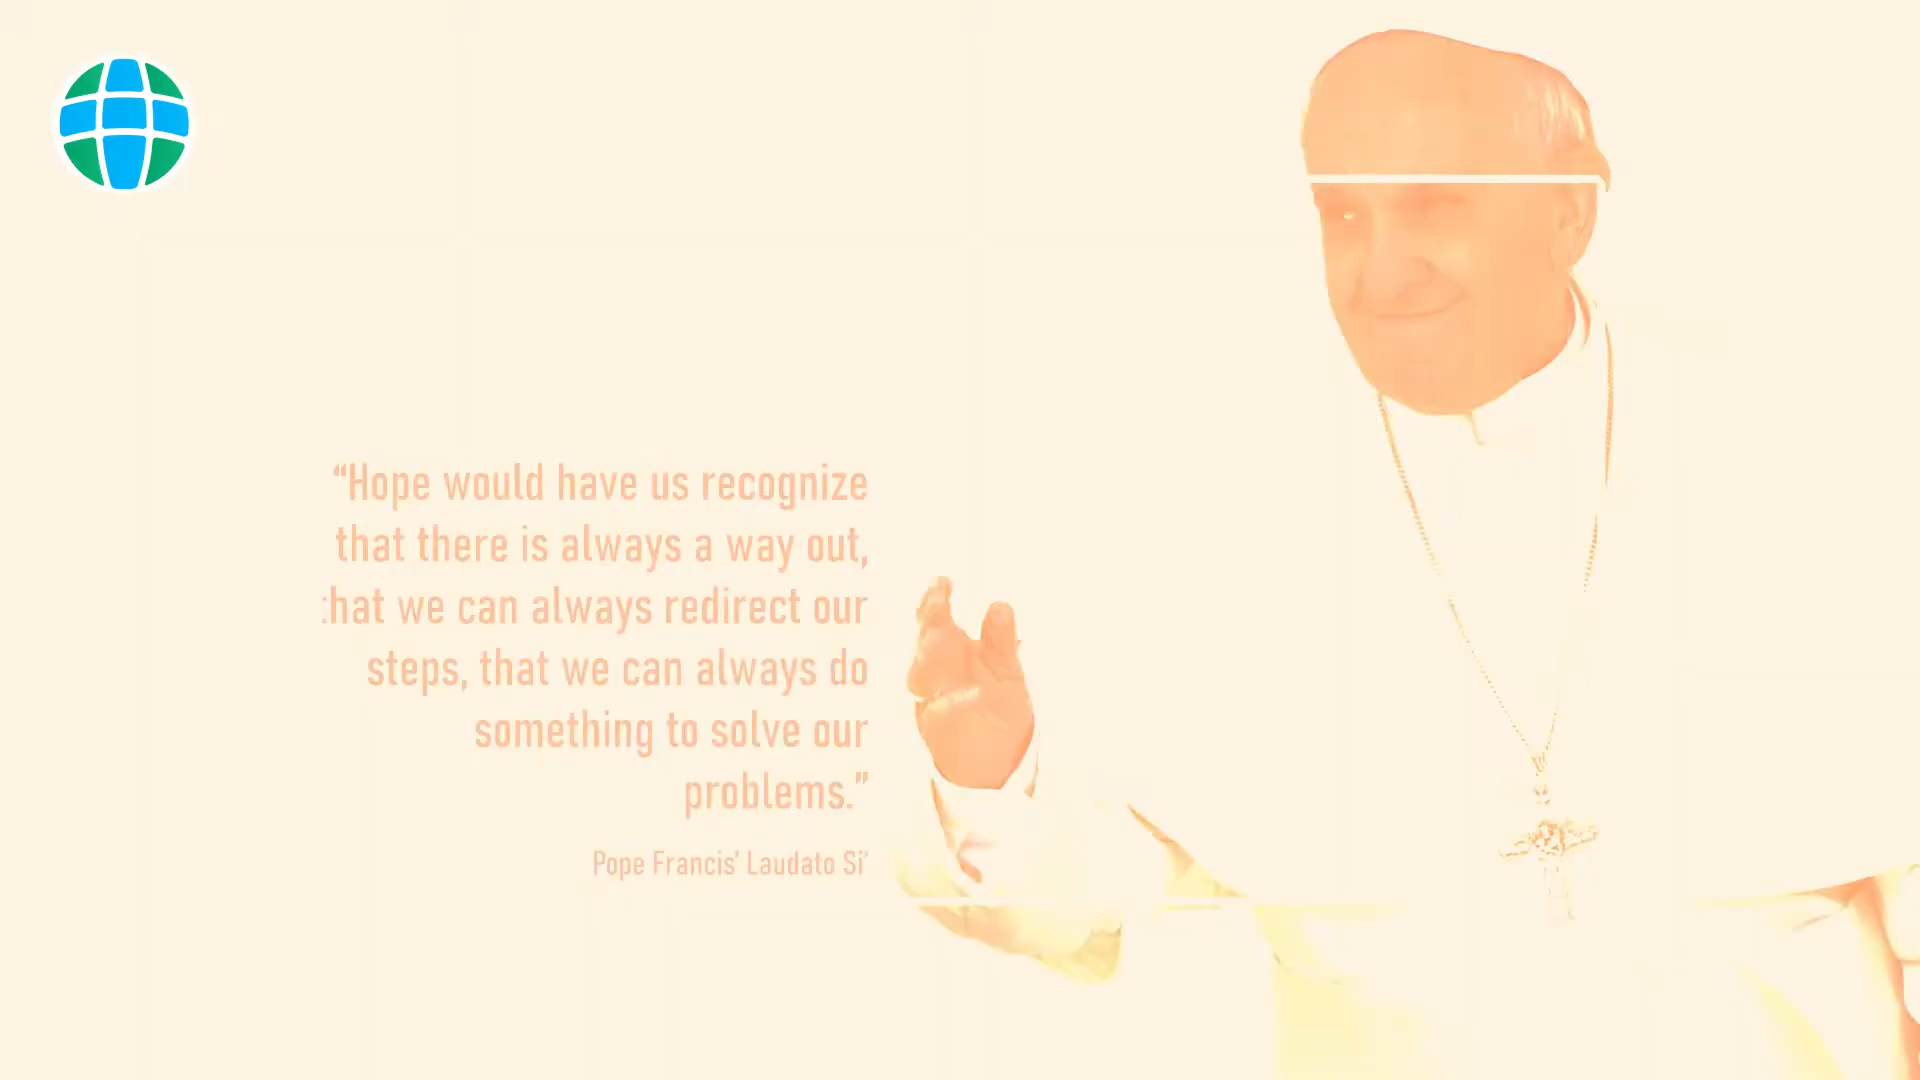 “Hope would have us recognize
that there is always a way out,
that we can always redirect our
steps, that we can always do
something to solve our
problems.”
Pope Francis’ Laudato Si’